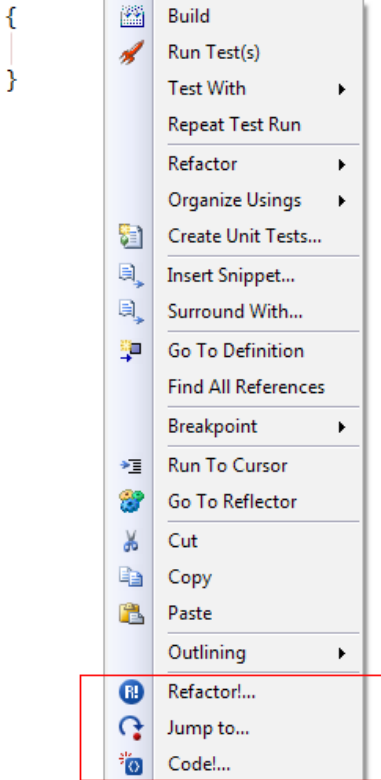 {
}
Build
Run Test(s)
Test With
Repeat Test Run
Refactor
Organize Usings
Create Unit Tests...
Insert Snippet...
Surround With...
Go To Definition
Find All References
Breakpoint
Run To Cursor
Go To Reflector
Cut
Copy
Paste
Outlining
R! Refactor!...
Jump to...
Code!...